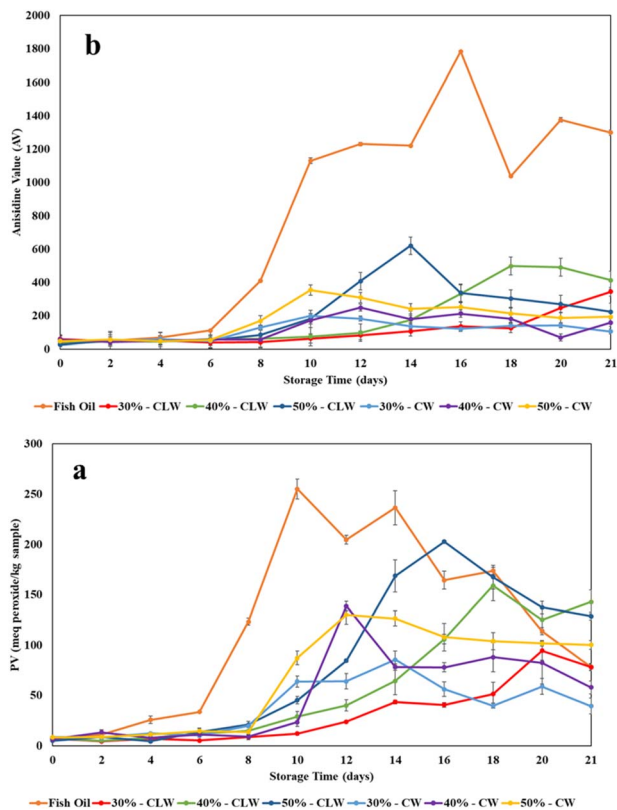 b
Anisidine Value (AV)
2000
1800
1600
1400
1200
1000
800
600
400
200
0
0 2 4 6 8 10 12 14 16 18 20 21
Storage Time (days)
Fish Oil 30% - CLW 40% - CLW 50% - CLW 30% - CW 40% - CW 50% - CW
a
PV (meq peroxide/kg sample)
300
250
200
150
100
50
0
0 2 4 6 8 10 12 14 16 18 20 21
Storage Time (days)
Fish Oil 30% - CLW 40% - CLW 50% - CLW 30% - CW 40% - CW 50% - CW